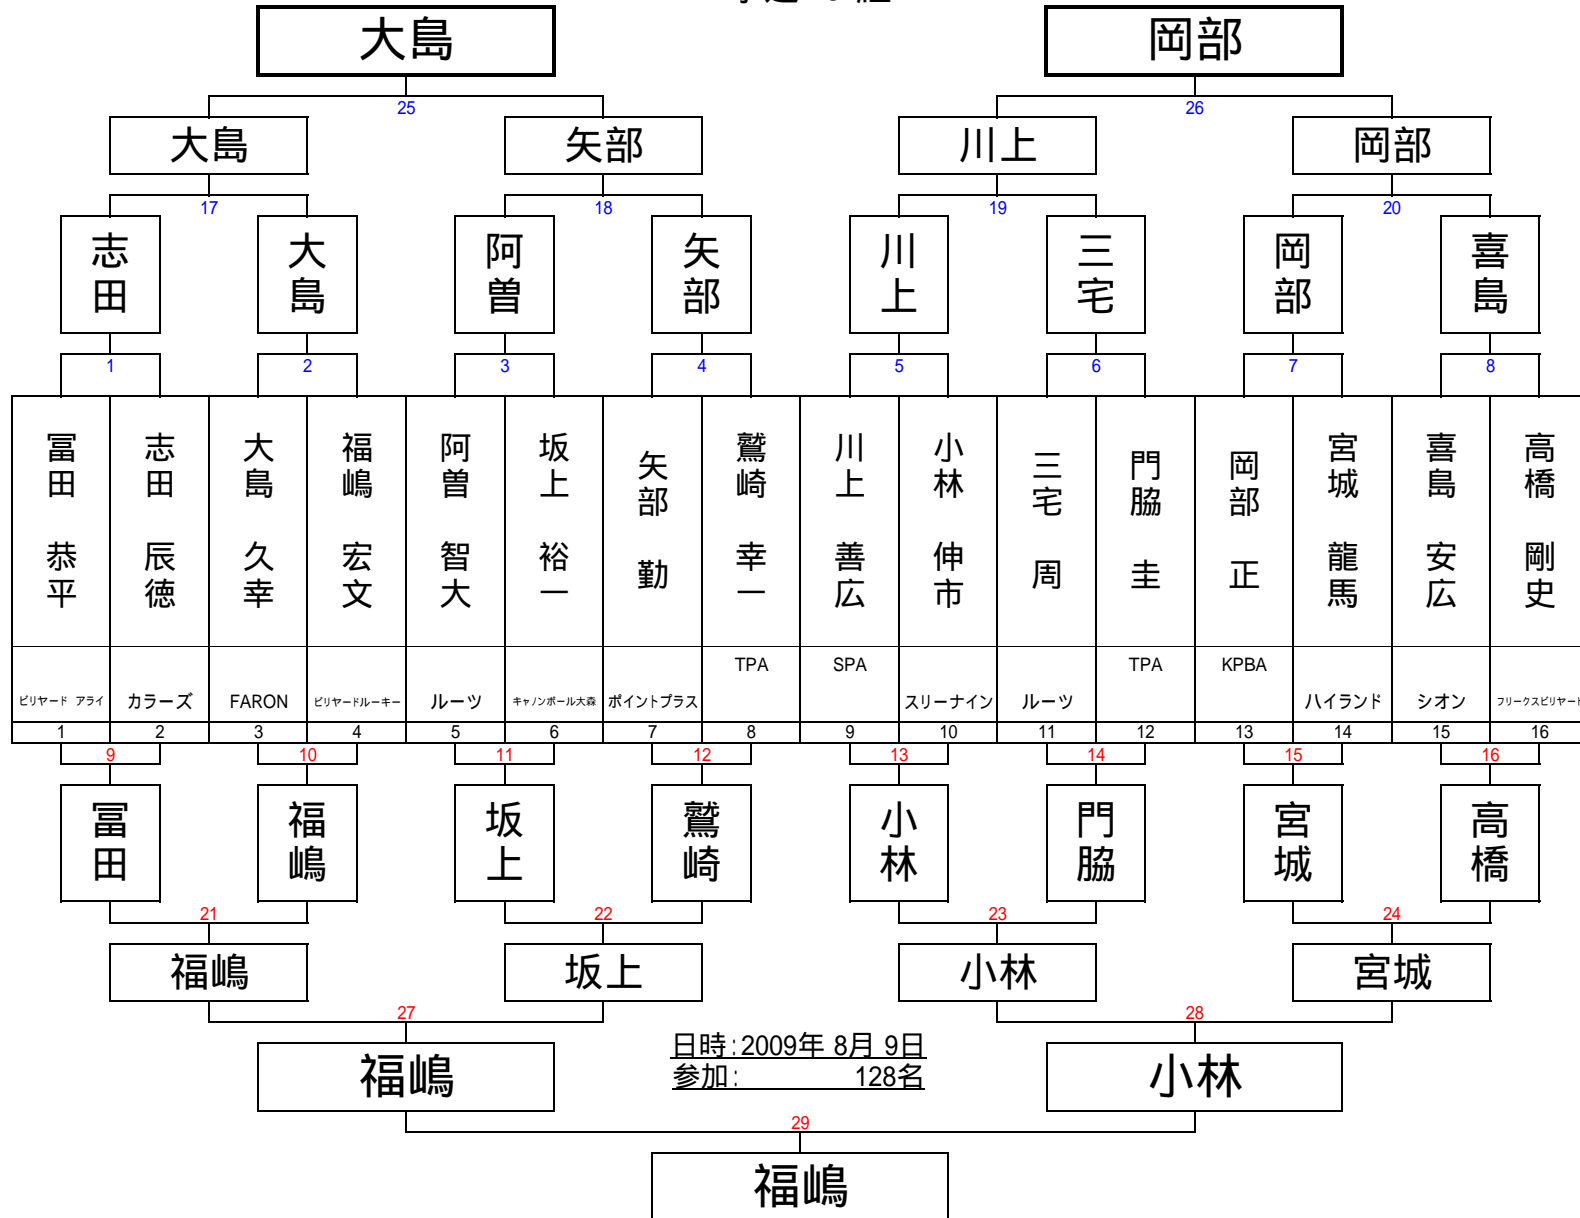 大島 岡部
25 26
大島 矢部 川上 岡部
17 18 19 20
志田 大島 阿曽 矢部 川上 三宅 岡部 喜島
1 2 3 4 5 6 7 8
冨田 恭平
志田 辰徳
大島 久幸
福嶋 宏文
阿曽 智大
坂上 裕一
矢部 勤
鷲崎 幸一
川上 善広
小林 伸市
三宅 周
門脇 圭
岡部 正
宮城 龍馬
喜島 安広
高橋 剛史
TPA SPA TPA KPBA
ビリヤード アライ カラーズ FARON ビリヤードルーキー ルーツ キャノンボール大森 ポイントプラス スリーナイン ルーツ ハイランド シオン フリークスビリヤード
1 2 3 4 5 6 7 8 9 10 11 12 13 14 15 16
9 10 11 12 13 14 15 16
冨田 福嶋 坂上 鷲崎 小林 門脇 宮城 高橋
21 22 23 24
福嶋 坂上 小林 宮城
27 28
日時:2009年 8月 9日
参加: 128名
福嶋 小林
29
福嶋